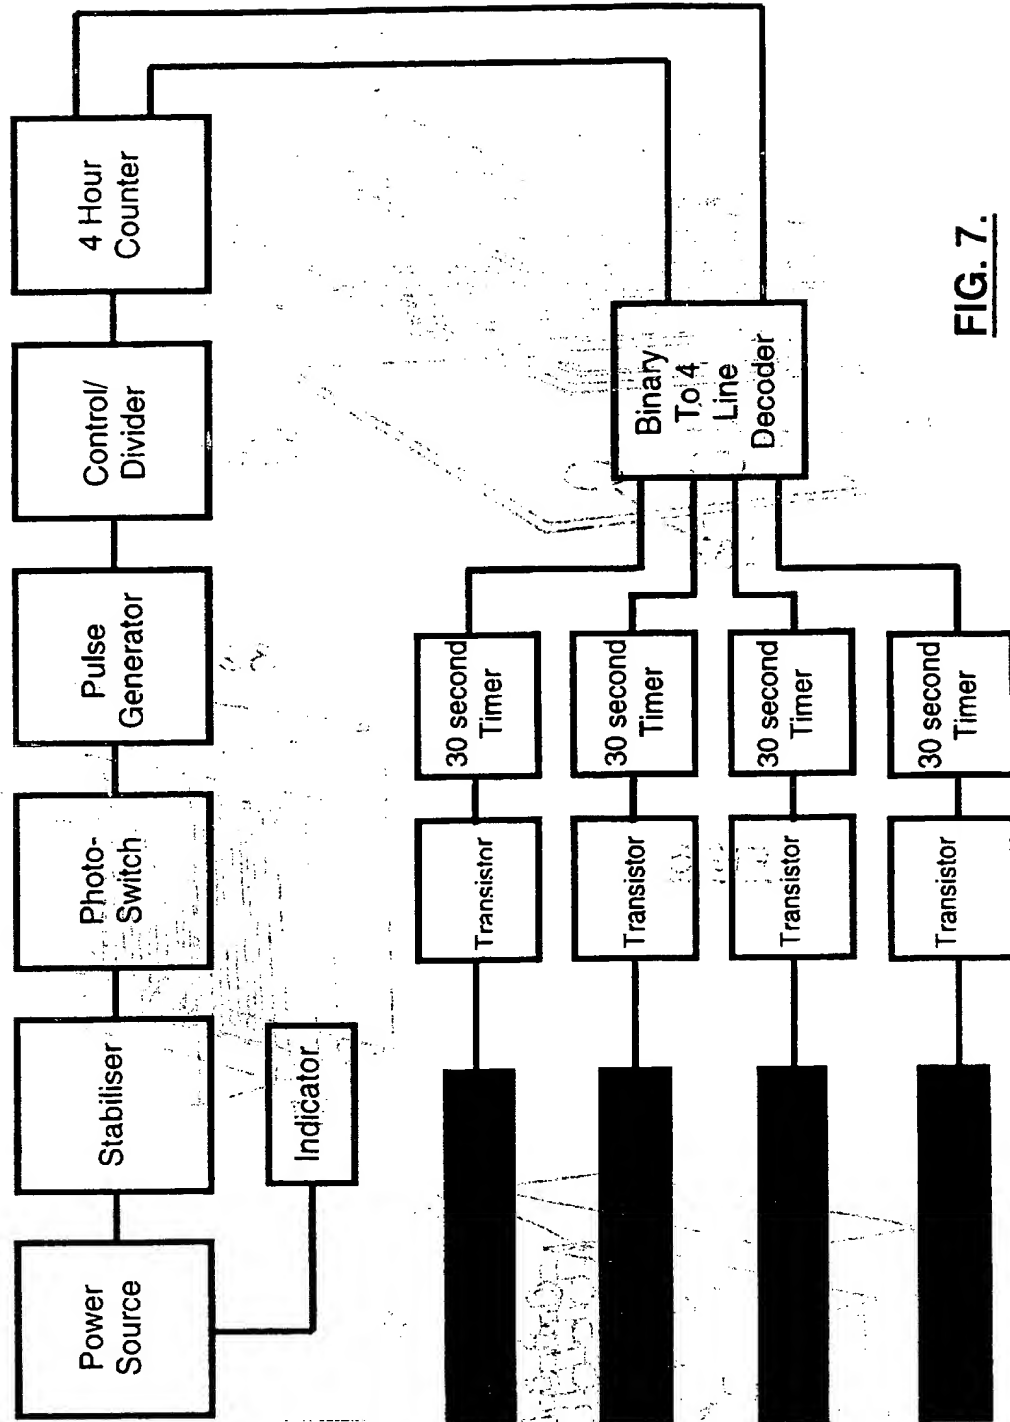 Power
Source
Stabiliser
Photo-
Switch
Pulse
Generator
Control/
Divider
4 Hour
Counter
Indicator
Binary
To 4
Line
Decoder
30 second
Timer
30 second
Timer
30 second
Timer
30 second
Timer
Transistor
Transistor
Transistor
Transistor
FIG. 7.